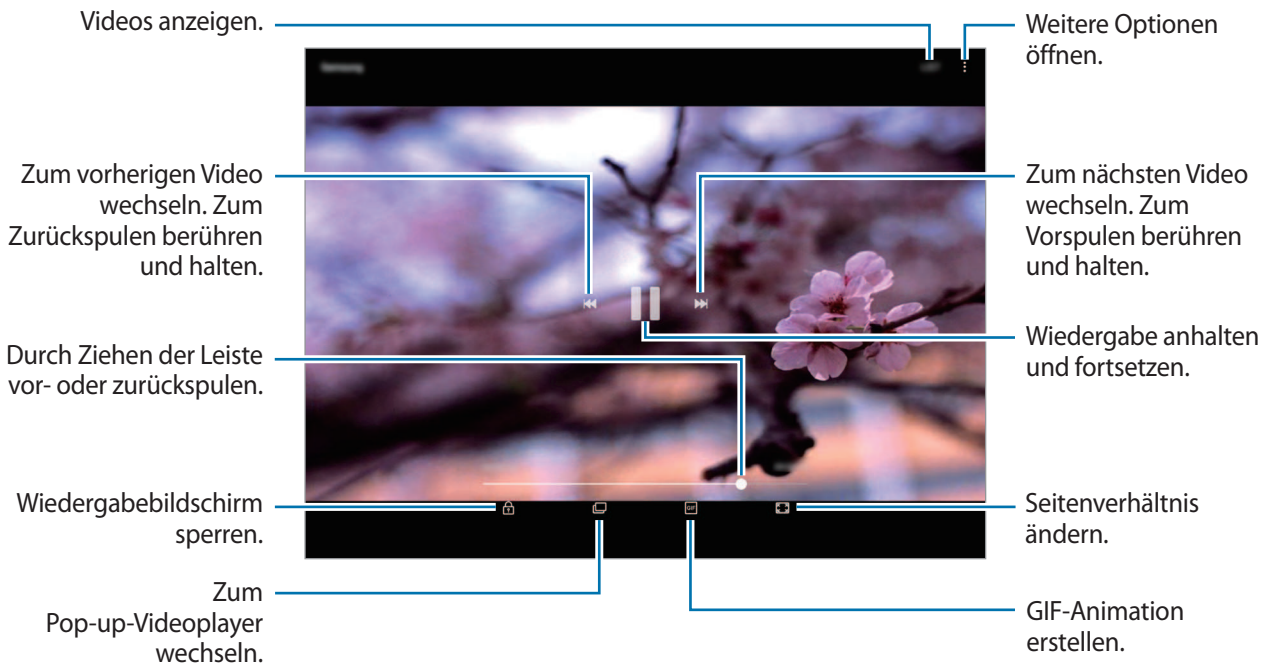 Videos anzeigen.
Weitere Optionen
öffnen.
Samsung
Zum vorherigen Video
wechseln. Zum
Zurückspulen berühren
und halten.
Zum nächsten Video
wechseln. Zum
Vorspulen berühren
und halten.
Wiedergabe anhalten
und fortsetzen.
Durch Ziehen der Leiste
vor- oder zurückspulen.
Wiedergabebildschirm
sperren.
GIF
Seitenverhältnis
ändern.
Zum
Pop-up-Videoplayer
wechseln.
GIF-Animation
erstellen.